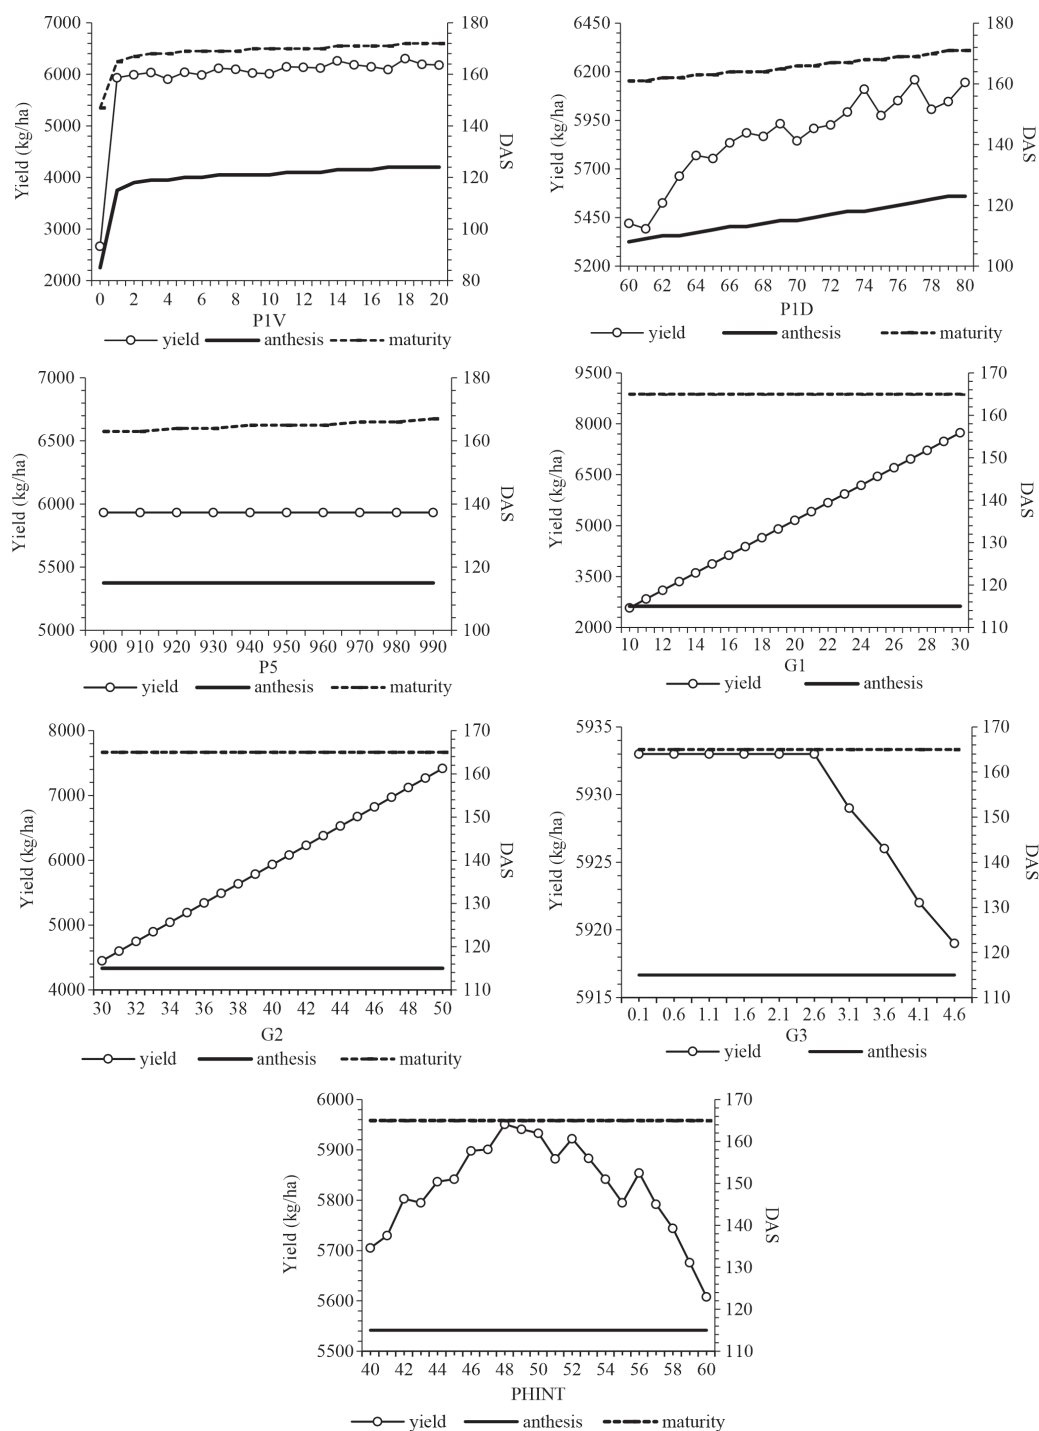 7000
6000
5000
4000
3000
2000
Yield (kg/ha)
180
160
140
120
100
80
DAS
0 2 4 6 8 10 12 14 16 18 20
P1V
yield anthesis maturity
6450
6200
5950
5700
5450
5200
Yield (kg/ha)
180
160
140
120
100
DAS
60 62 64 66 68 70 72 74 76 78 80
P1D
yield anthesis maturity
7000
6500
6000
5500
5000
Yield (kg/ha)
180
160
140
120
100
DAS
900 910 920 930 940 950 960 970 980 990
P5
yield anthesis maturity
9500
8000
6500
5000
3500
2000
Yield (kg/ha)
170
160
150
140
130
120
110
DAS
10 12 14 16 18 20 22 24 26 28 30
G1
yield anthesis
8000
7000
6000
5000
4000
Yield (kg/ha)
170
160
150
140
130
120
110
DAS
30 32 34 36 38 40 42 44 46 48 50
G2
yield anthesis maturity
5935
5930
5925
5920
5915
Yield (kg/ha)
170
160
150
140
130
120
110
DAS
0.1 0.6 1.1 1.6 2.1 2.6 3.1 3.6 4.1 4.6
G3
yield anthesis
6000
5900
5800
5700
5600
5500
Yield (kg/ha)
170
160
150
140
130
120
110
DAS
40 42 44 46 48 50 52 54 56 58 60
PHINT
yield anthesis maturity